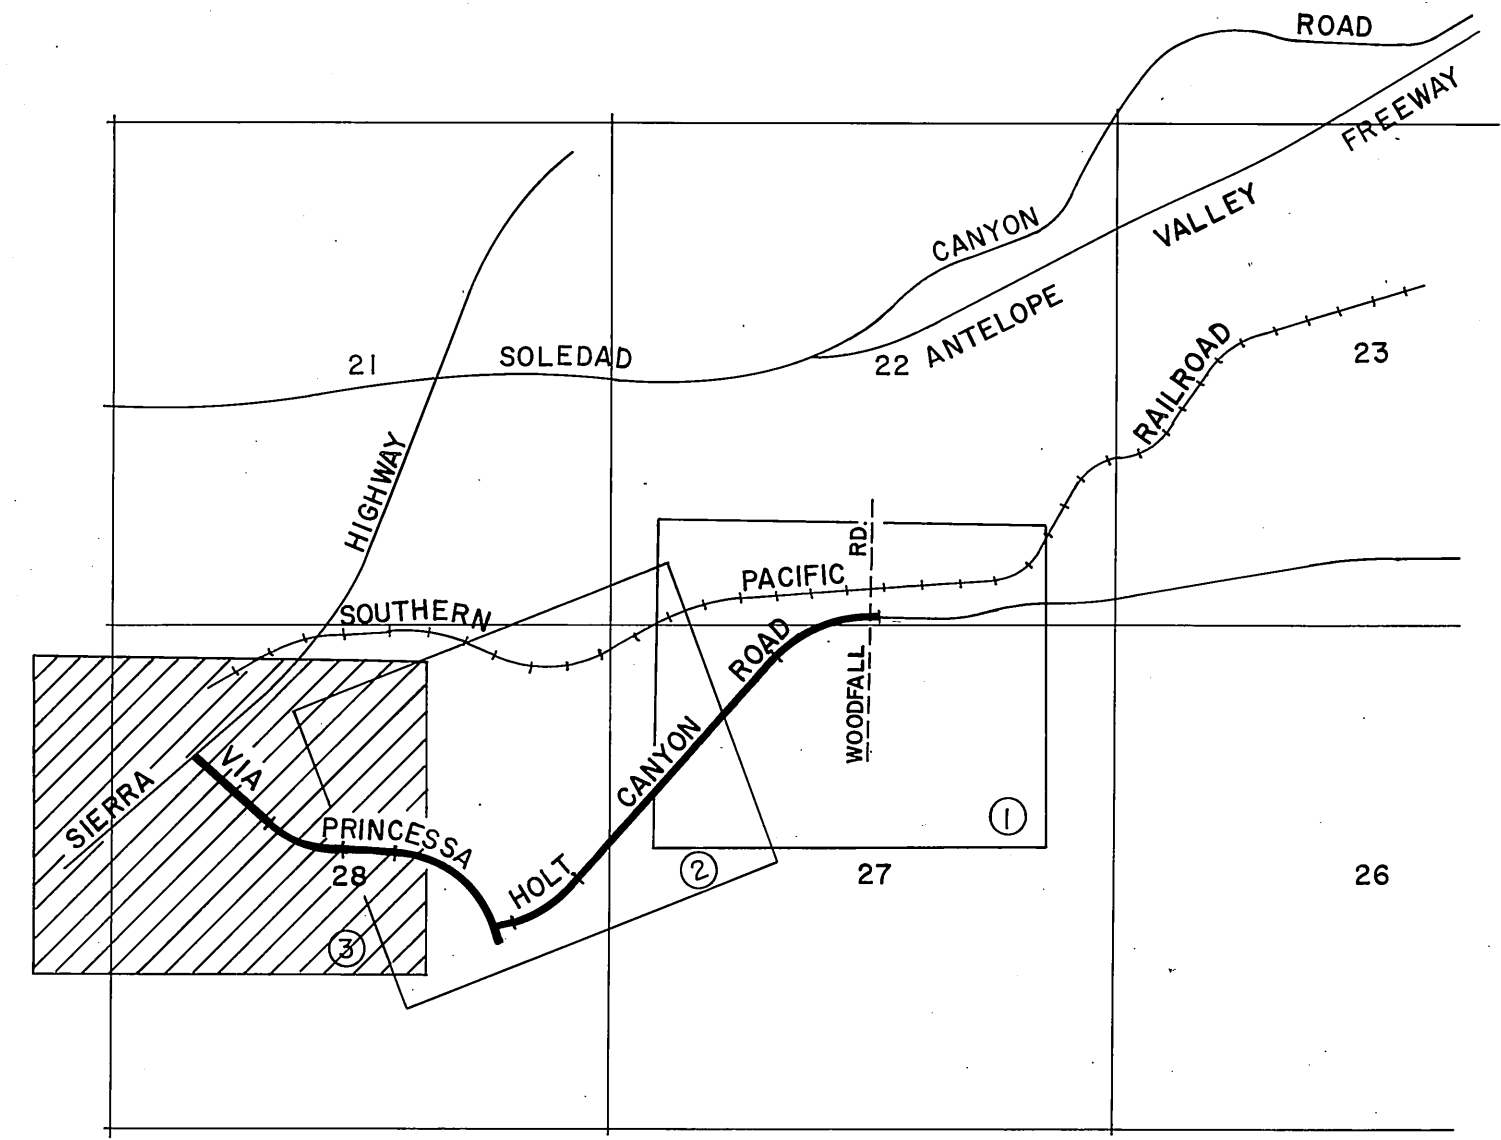 ROAD
FREEWAY
VALLEY
CANYON
ANTELOPE
SOLEDAD
21
22
23
RAILROAD
HIGHWAY
RD.
PACIFIC
SOUTHERN
ROAD
WOODFALL
CANYON
VIA
SIERRA
PRINCESSA
HOLT
1
2
28
27
26
3